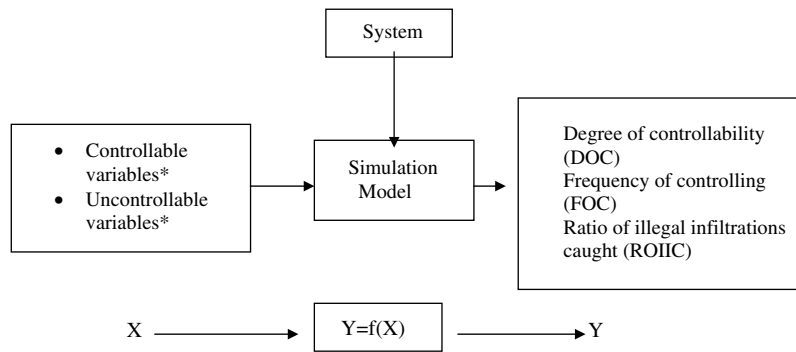 System
• Controllable
variables*
• Uncontrollable
variables*
Simulation
Model
Degree of controllability
(DOC)
Frequency of controlling
(FOC)
Ratio of illegal infiltrations
caught (ROIIC)
X
Y=f(X)
Y